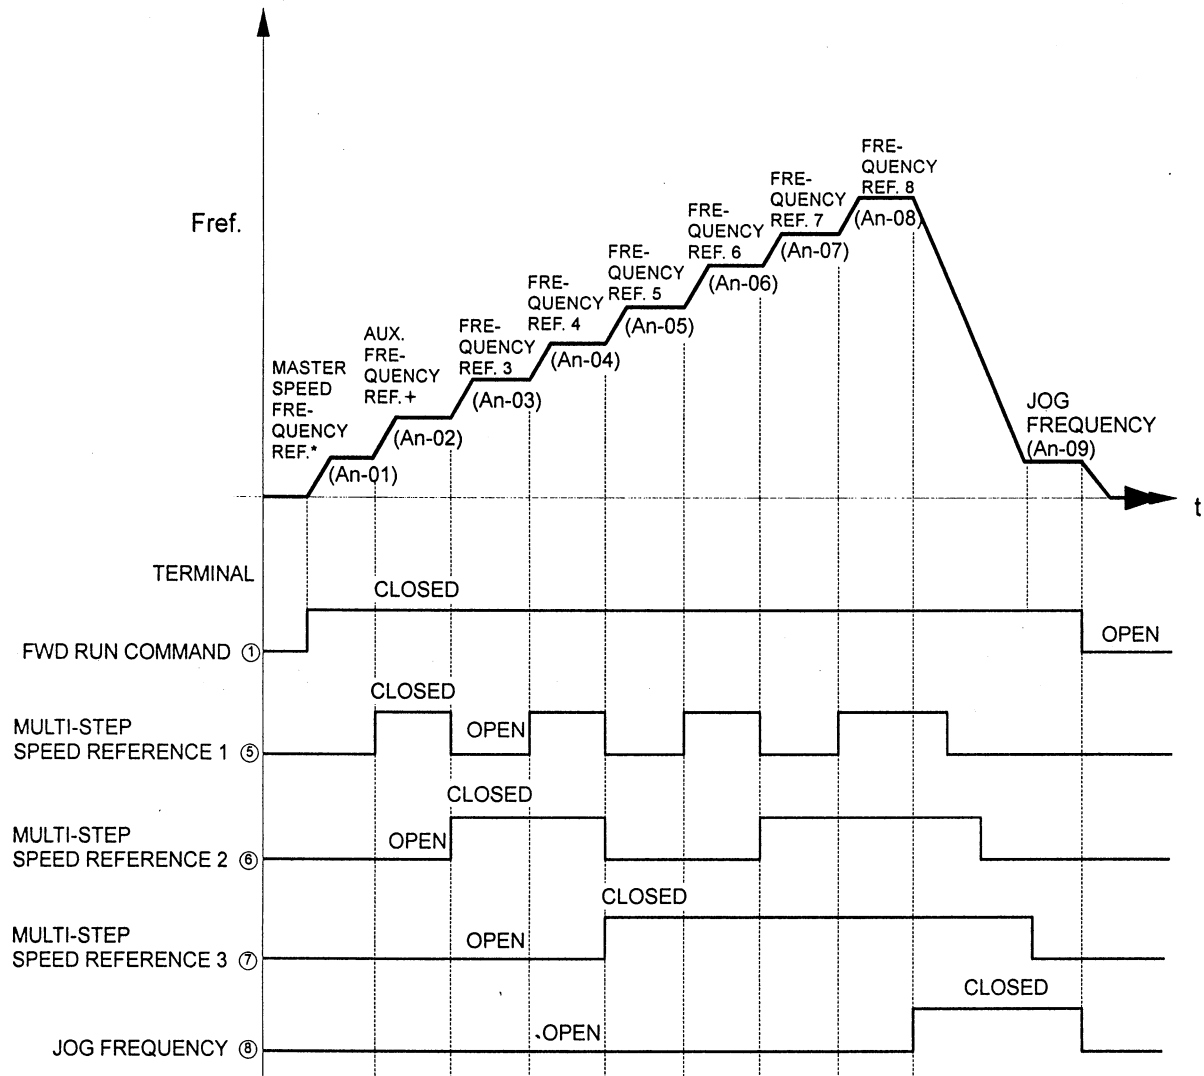 Fref.
MASTER
SPEED
FRE-
QUENCY
REF.*
(An-01)
AUX.
FRE-
QUENCY
REF.+
(An-02)
FRE-
QUENCY
REF. 3
(An-03)
FRE-
QUENCY
REF. 4
(An-04)
FRE-
QUENCY
REF. 5
(An-05)
FRE-
QUENCY
REF. 6
(An-06)
FRE-
QUENCY
REF. 7
(An-07)
FRE-
QUENCY
REF. 8
(An-08)
JOG
FREQUENCY
(An-09)
t
TERMINAL
CLOSED
FWD RUN COMMAND ①
OPEN
CLOSED
MULTI-STEP
SPEED REFERENCE 1 ⑤
OPEN
CLOSED
MULTI-STEP
SPEED REFERENCE 2 ⑥
OPEN
CLOSED
MULTI-STEP
SPEED REFERENCE 3 ⑦
OPEN
CLOSED
JOG FREQUENCY ⑧
OPEN